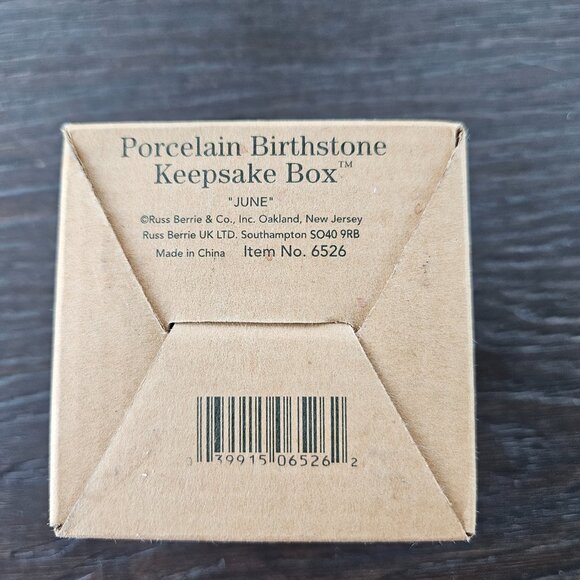 Porcelain Birthstone
Keepsake Box™
"JUNE"
©Russ Berrie & Co., Inc. Oakland, New Jersey
Russ Berrie UK LTD. Southampton SO40 9RB
Made in China Item No. 6526
0 39915 06526 2